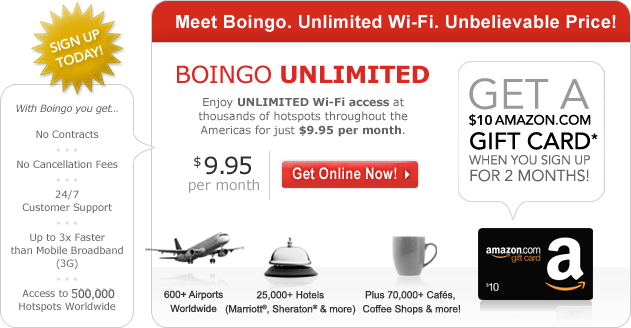 Meet Boingo. Unlimited Wi-Fi. Unbelievable Price!
SIGN UP
TODAY!
With Boingo you get...
No Contracts
No Cancellation Fees
24/7
Customer Support
Up to 3x Faster
than Mobile Broadband
(3G)
Access to 500,000
Hotspots Worldwide
BOINGO UNLIMITED
Enjoy UNLIMITED Wi-Fi access at
thousands of hotspots throughout the
Americas for just $9.95 per month.
$9.95
per month
Get Online Now!
GET A
$10 AMAZON.COM
GIFT CARD*
WHEN YOU SIGN UP
FOR 2 MONTHS!
amazon.com
gift card
a
$10
600+ Airports
Worldwide
25,000+ Hotels
(Marriott®, Sheraton® & more)
Plus 70,000+ Cafés,
Coffee Shops & more!